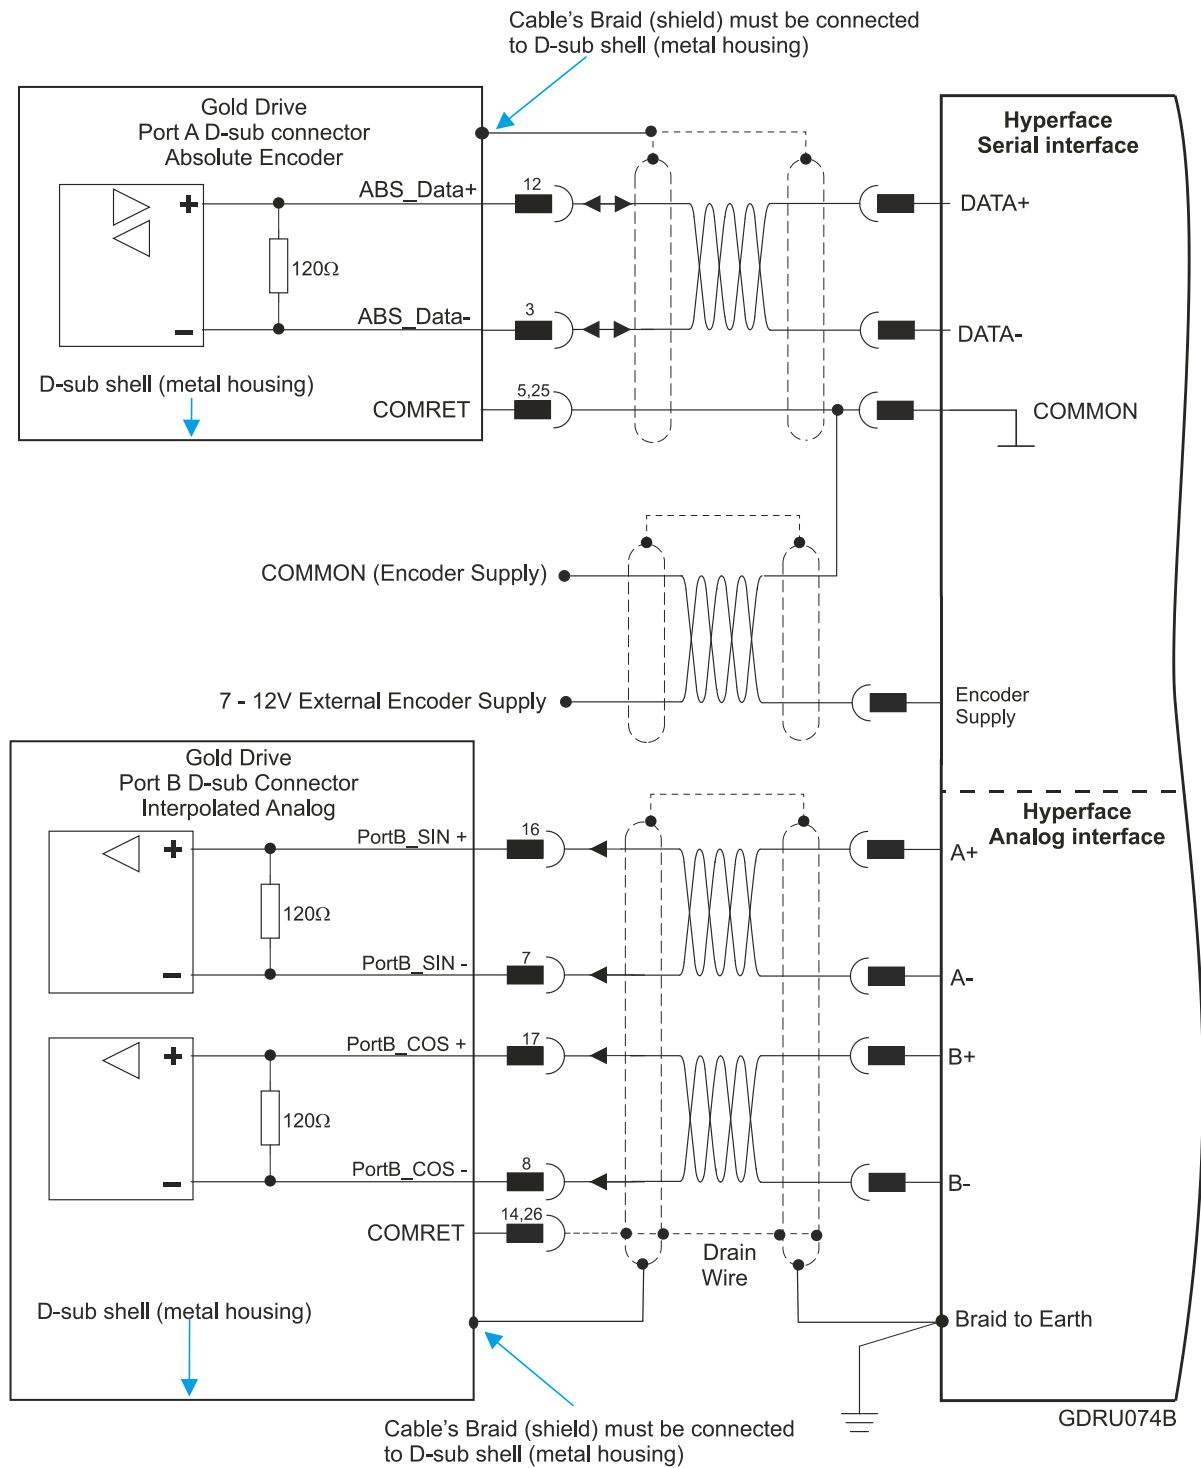 Cable's Braid (shield) must be connected
to D-sub shell (metal housing)
Gold Drive
Port A D-sub connector
Absolute Encoder
Hyperface
Serial interface
ABS_Data+
12
DATA+
+
120Ω
ABS_Data-
3
DATA-
-
D-sub shell (metal housing)
COMRET
5,25
COMMON
COMMON (Encoder Supply)
7 - 12V External Encoder Supply
Encoder
Supply
Gold Drive
Port B D-sub Connector
Interpolated Analog
Hyperface
Analog interface
PortB_SIN +
16
A+
+
120Ω
PortB_SIN -
7
A-
-
PortB_COS +
17
B+
+
120Ω
PortB_COS -
8
B-
-
COMRET
14,26
Drain
Wire
D-sub shell (metal housing)
Braid to Earth
Cable's Braid (shield) must be connected
to D-sub shell (metal housing)
GDRU074B